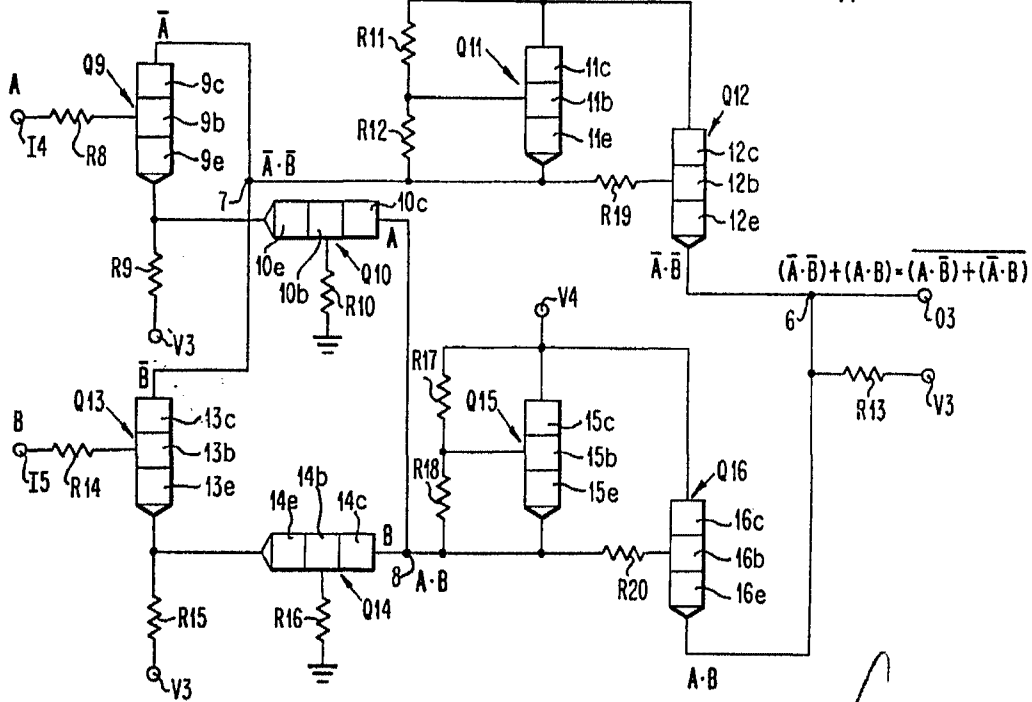 Ā
R11
Q11
11c
11b
11e
R12
Q12
12c
12b
12e
A
I4
R8
Q9
9c
9b
9e
7
Ā·B̄
10c
A
10e
10b
Q10
R10
R19
Ā·B̄
(Ā·B̄)+(A·B)=(A·B̄)+(Ā·B)
6
O3
R9
V3
V4
B̄
R17
Q15
15c
15b
15e
R18
R13
V3
B
I5
R14
Q13
13c
13b
13e
14e
14b
14c
B
8
A·B
R20
Q16
16c
16b
16e
R15
R16
Q14
V3
A·B